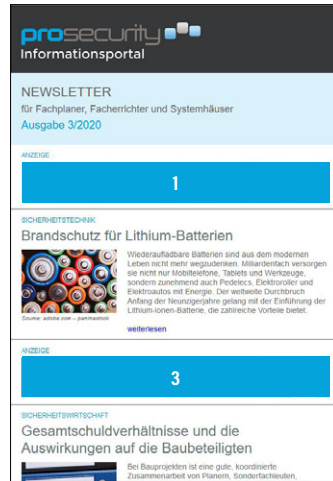 prosecurity
Informationsportal
NEWSLETTER
für Fachplaner, Facherrichter und Systemhäuser
Ausgabe 3/2020
ANZEIGE
1
SICHERHEITSTECHNIK
Brandschutz für Lithium-Batterien
Wiederaufladbare Batterien sind aus dem modernen
Leben nicht mehr wegzudenken. Milliardenfach versorgen
sie nicht nur Mobiltelefone, Tablets und Werkzeuge,
sondern zunehmend auch Pedelecs, Elektroroller und
Elektroautos mit Energie. Der weltweite Durchbruch
Anfang der Neunzigerjahre gelang mit der Einführung der
Lithium-Ionen-Batterie, die zahlreiche Vorteile bietet.
Source: adobe.com –
weiterlesen
ANZEIGE
3
SICHERHEITSWIRTSCHAFT
Gesamtschuldverhältnisse und die
Auswirkungen auf die Baubeteiligten
Bei Bauprojekten ist eine gute, koordinierte
Zusammenarbeit von Planern, Sonderfachleuten,